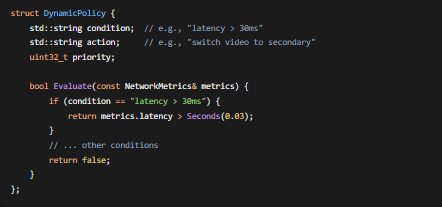 struct DynamicPolicy {
    std::string condition;  // e.g., "latency > 30ms"
    std::string action;     // e.g., "switch video to secondary"
    uint32_t priority;

    bool Evaluate(const NetworkMetrics& metrics) {
        if (condition == "latency > 30ms") {
            return metrics.latency > Seconds(0.03);
        }
        // ... other conditions
        return false;
    }
};